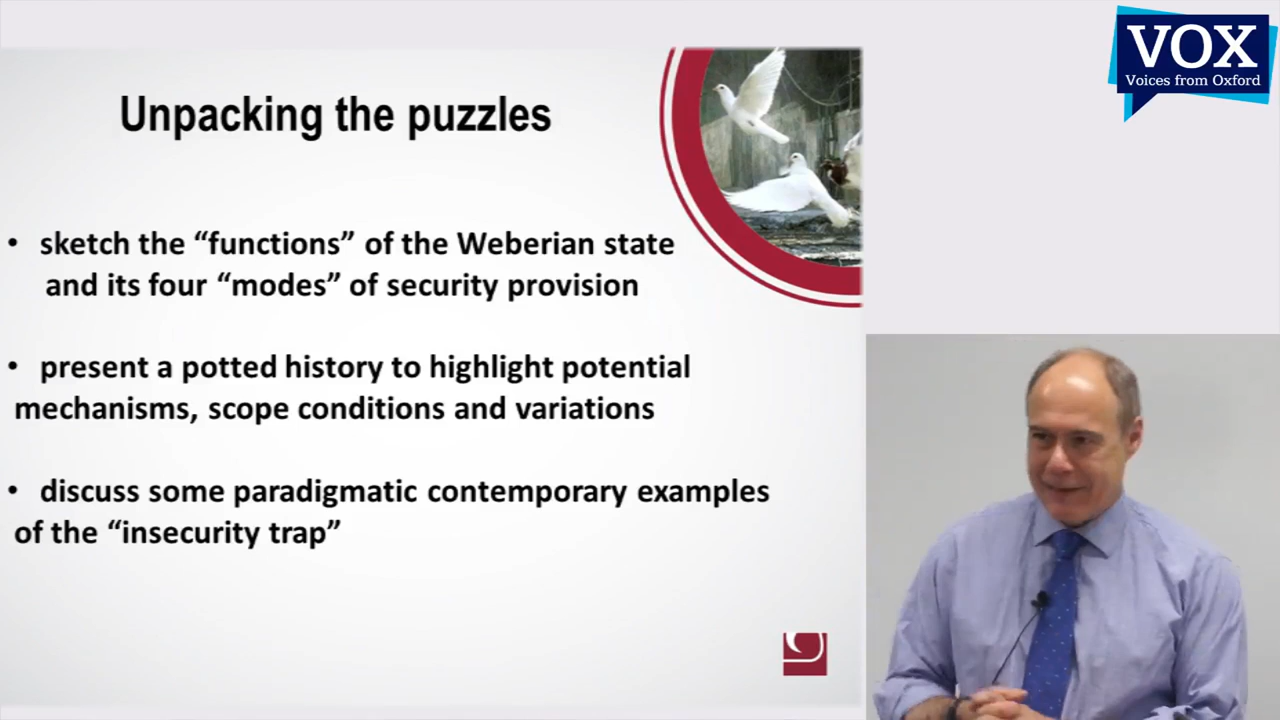 VOX
Voices from Oxford
Unpacking the puzzles
• sketch the “functions” of the Weberian state
and its four “modes” of security provision
• present a potted history to highlight potential
mechanisms, scope conditions and variations
• discuss some paradigmatic contemporary examples
of the “insecurity trap”